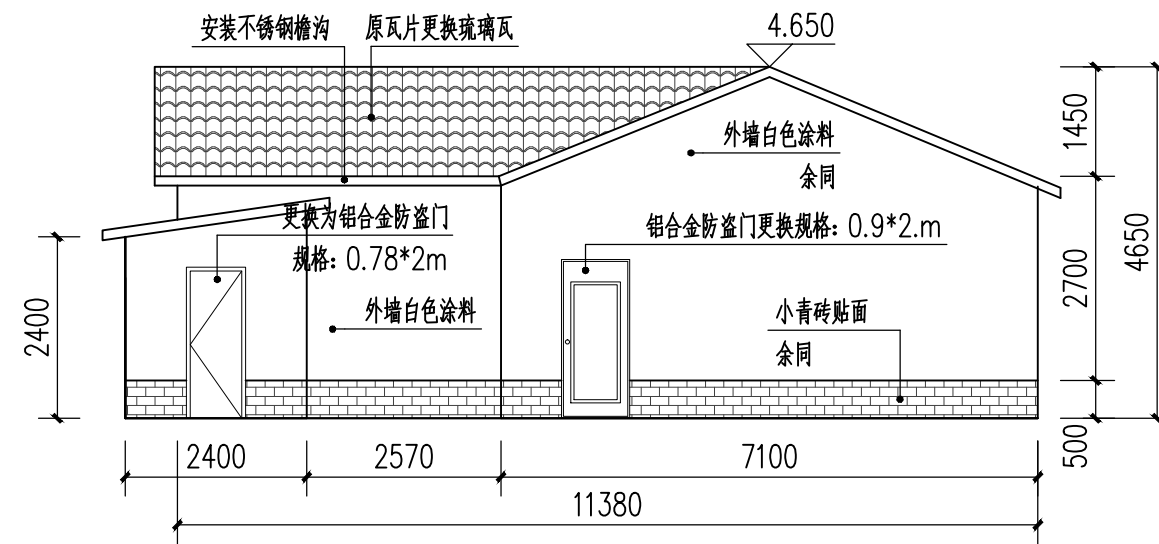 安装不锈钢檐沟
原瓦片更换琉璃瓦
4.650
外墙白色涂料
余同
更换为铝合金防盗门
规格: 0.78*2m
铝合金防盗门更换规格: 0.9*2.m
外墙白色涂料
小青砖贴面
余同
2400
1450
2700
500
4650
2400
2570
7100
11380